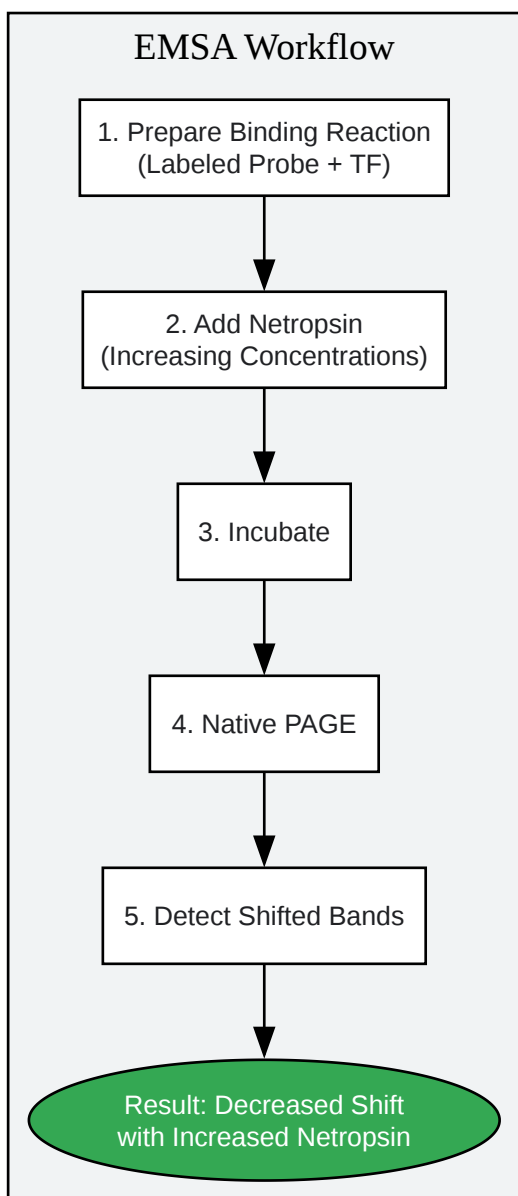 EMSA Workflow
1. Prepare Binding Reaction
(Labeled Probe + TF)
2. Add Netropsin
(Increasing Concentrations)
3. Incubate
4. Native PAGE
5. Detect Shifted Bands
Result: Decreased Shift
with Increased Netropsin